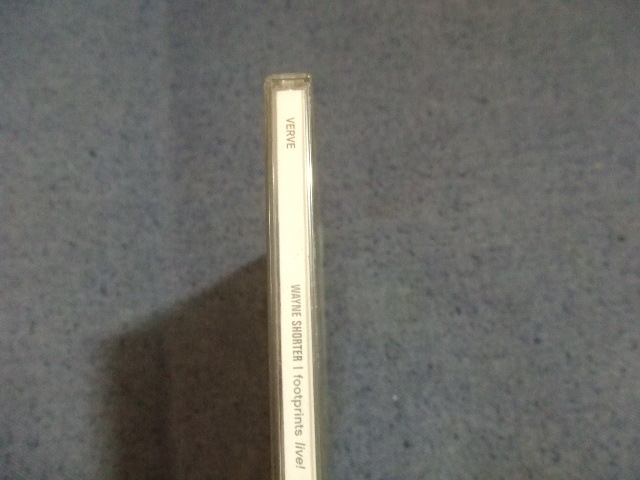 VERVE
WAYNE SHORTER | footprints live!